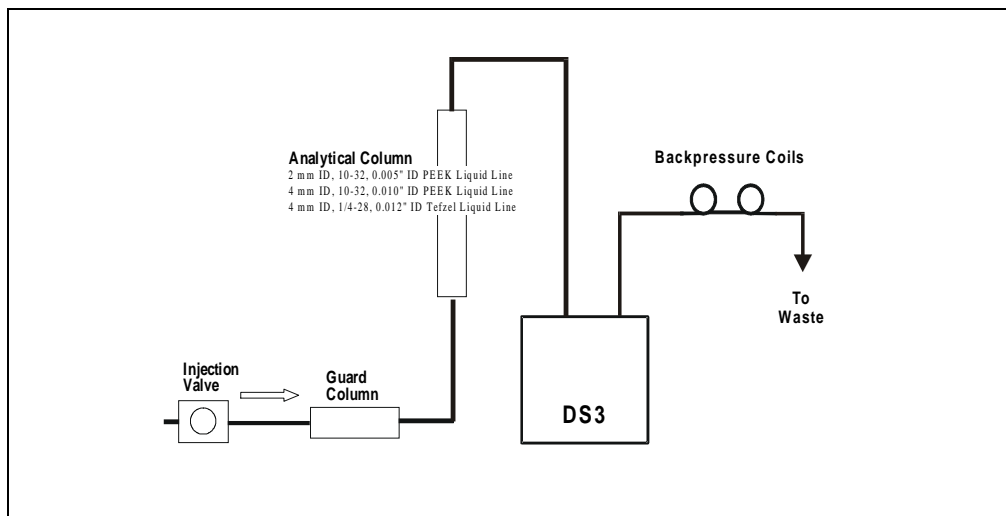 Analytical Column
2 mm ID, 10-32, 0.005" ID PEEK Liquid Line
4 mm ID, 10-32, 0.010" ID PEEK Liquid Line
4 mm ID, 1/4-28, 0.012" ID Tefzel Liquid Line
Backpressure Coils
To
Waste
Injection
Valve
Guard
Column
DS3